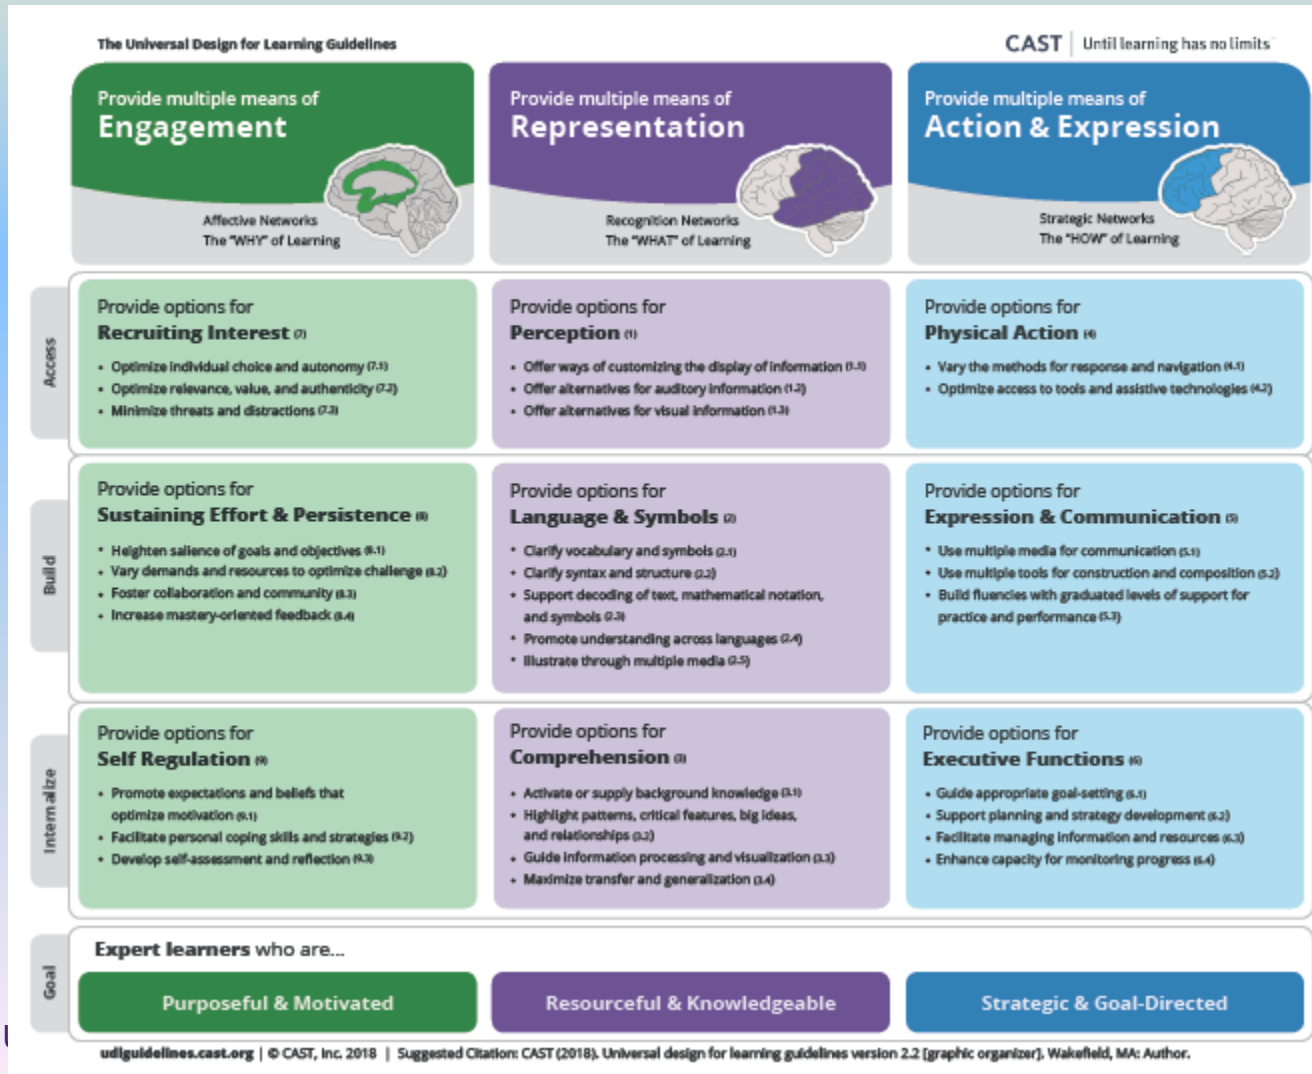 The Universal Design for Learning Guidelines
CAST | Until learning has no limits
Provide multiple means of
Engagement
Affective Networks
The "WHY" of Learning
Provide multiple means of
Representation
Recognition Networks
The "WHAT" of Learning
Provide multiple means of
Action & Expression
Strategic Networks
The "HOW" of Learning
Access
Provide options for
Recruiting Interest (7)
• Optimize individual choice and autonomy (7.1)
• Optimize relevance, value, and authenticity (7.2)
• Minimize threats and distractions (7.3)
Provide options for
Perception (1)
• Offer ways of customizing the display of information (1.1)
• Offer alternatives for auditory information (1.2)
• Offer alternatives for visual information (1.3)
Provide options for
Physical Action (4)
• Vary the methods for response and navigation (4.1)
• Optimize access to tools and assistive technologies (4.2)
Build
Provide options for
Sustaining Effort & Persistence (8)
• Heighten salience of goals and objectives (8.1)
• Vary demands and resources to optimize challenge (8.2)
• Foster collaboration and community (8.3)
• Increase mastery-oriented feedback (8.4)
Provide options for
Language & Symbols (2)
• Clarify vocabulary and symbols (2.1)
• Clarify syntax and structure (2.2)
• Support decoding of text, mathematical notation,
and symbols (2.3)
• Promote understanding across languages (2.4)
• Illustrate through multiple media (2.5)
Provide options for
Expression & Communication (5)
• Use multiple media for communication (5.1)
• Use multiple tools for construction and composition (5.2)
• Build fluencies with graduated levels of support for
practice and performance (5.3)
Internalize
Provide options for
Self Regulation (9)
• Promote expectations and beliefs that
optimize motivation (9.1)
• Facilitate personal coping skills and strategies (9.2)
• Develop self-assessment and reflection (9.3)
Provide options for
Comprehension (3)
• Activate or supply background knowledge (3.1)
• Highlight patterns, critical features, big ideas,
and relationships (3.2)
• Guide information processing and visualization (3.3)
• Maximize transfer and generalization (3.4)
Provide options for
Executive Functions (6)
• Guide appropriate goal-setting (6.1)
• Support planning and strategy development (6.2)
• Facilitate managing information and resources (6.3)
• Enhance capacity for monitoring progress (6.4)
Goal
Expert learners who are...
Purposeful & Motivated
Resourceful & Knowledgeable
Strategic & Goal-Directed
udlguidelines.cast.org | © CAST, Inc. 2018 | Suggested Citation: CAST (2018). Universal design for learning guidelines version 2.2 [graphic organizer]. Wakefield, MA: Author.